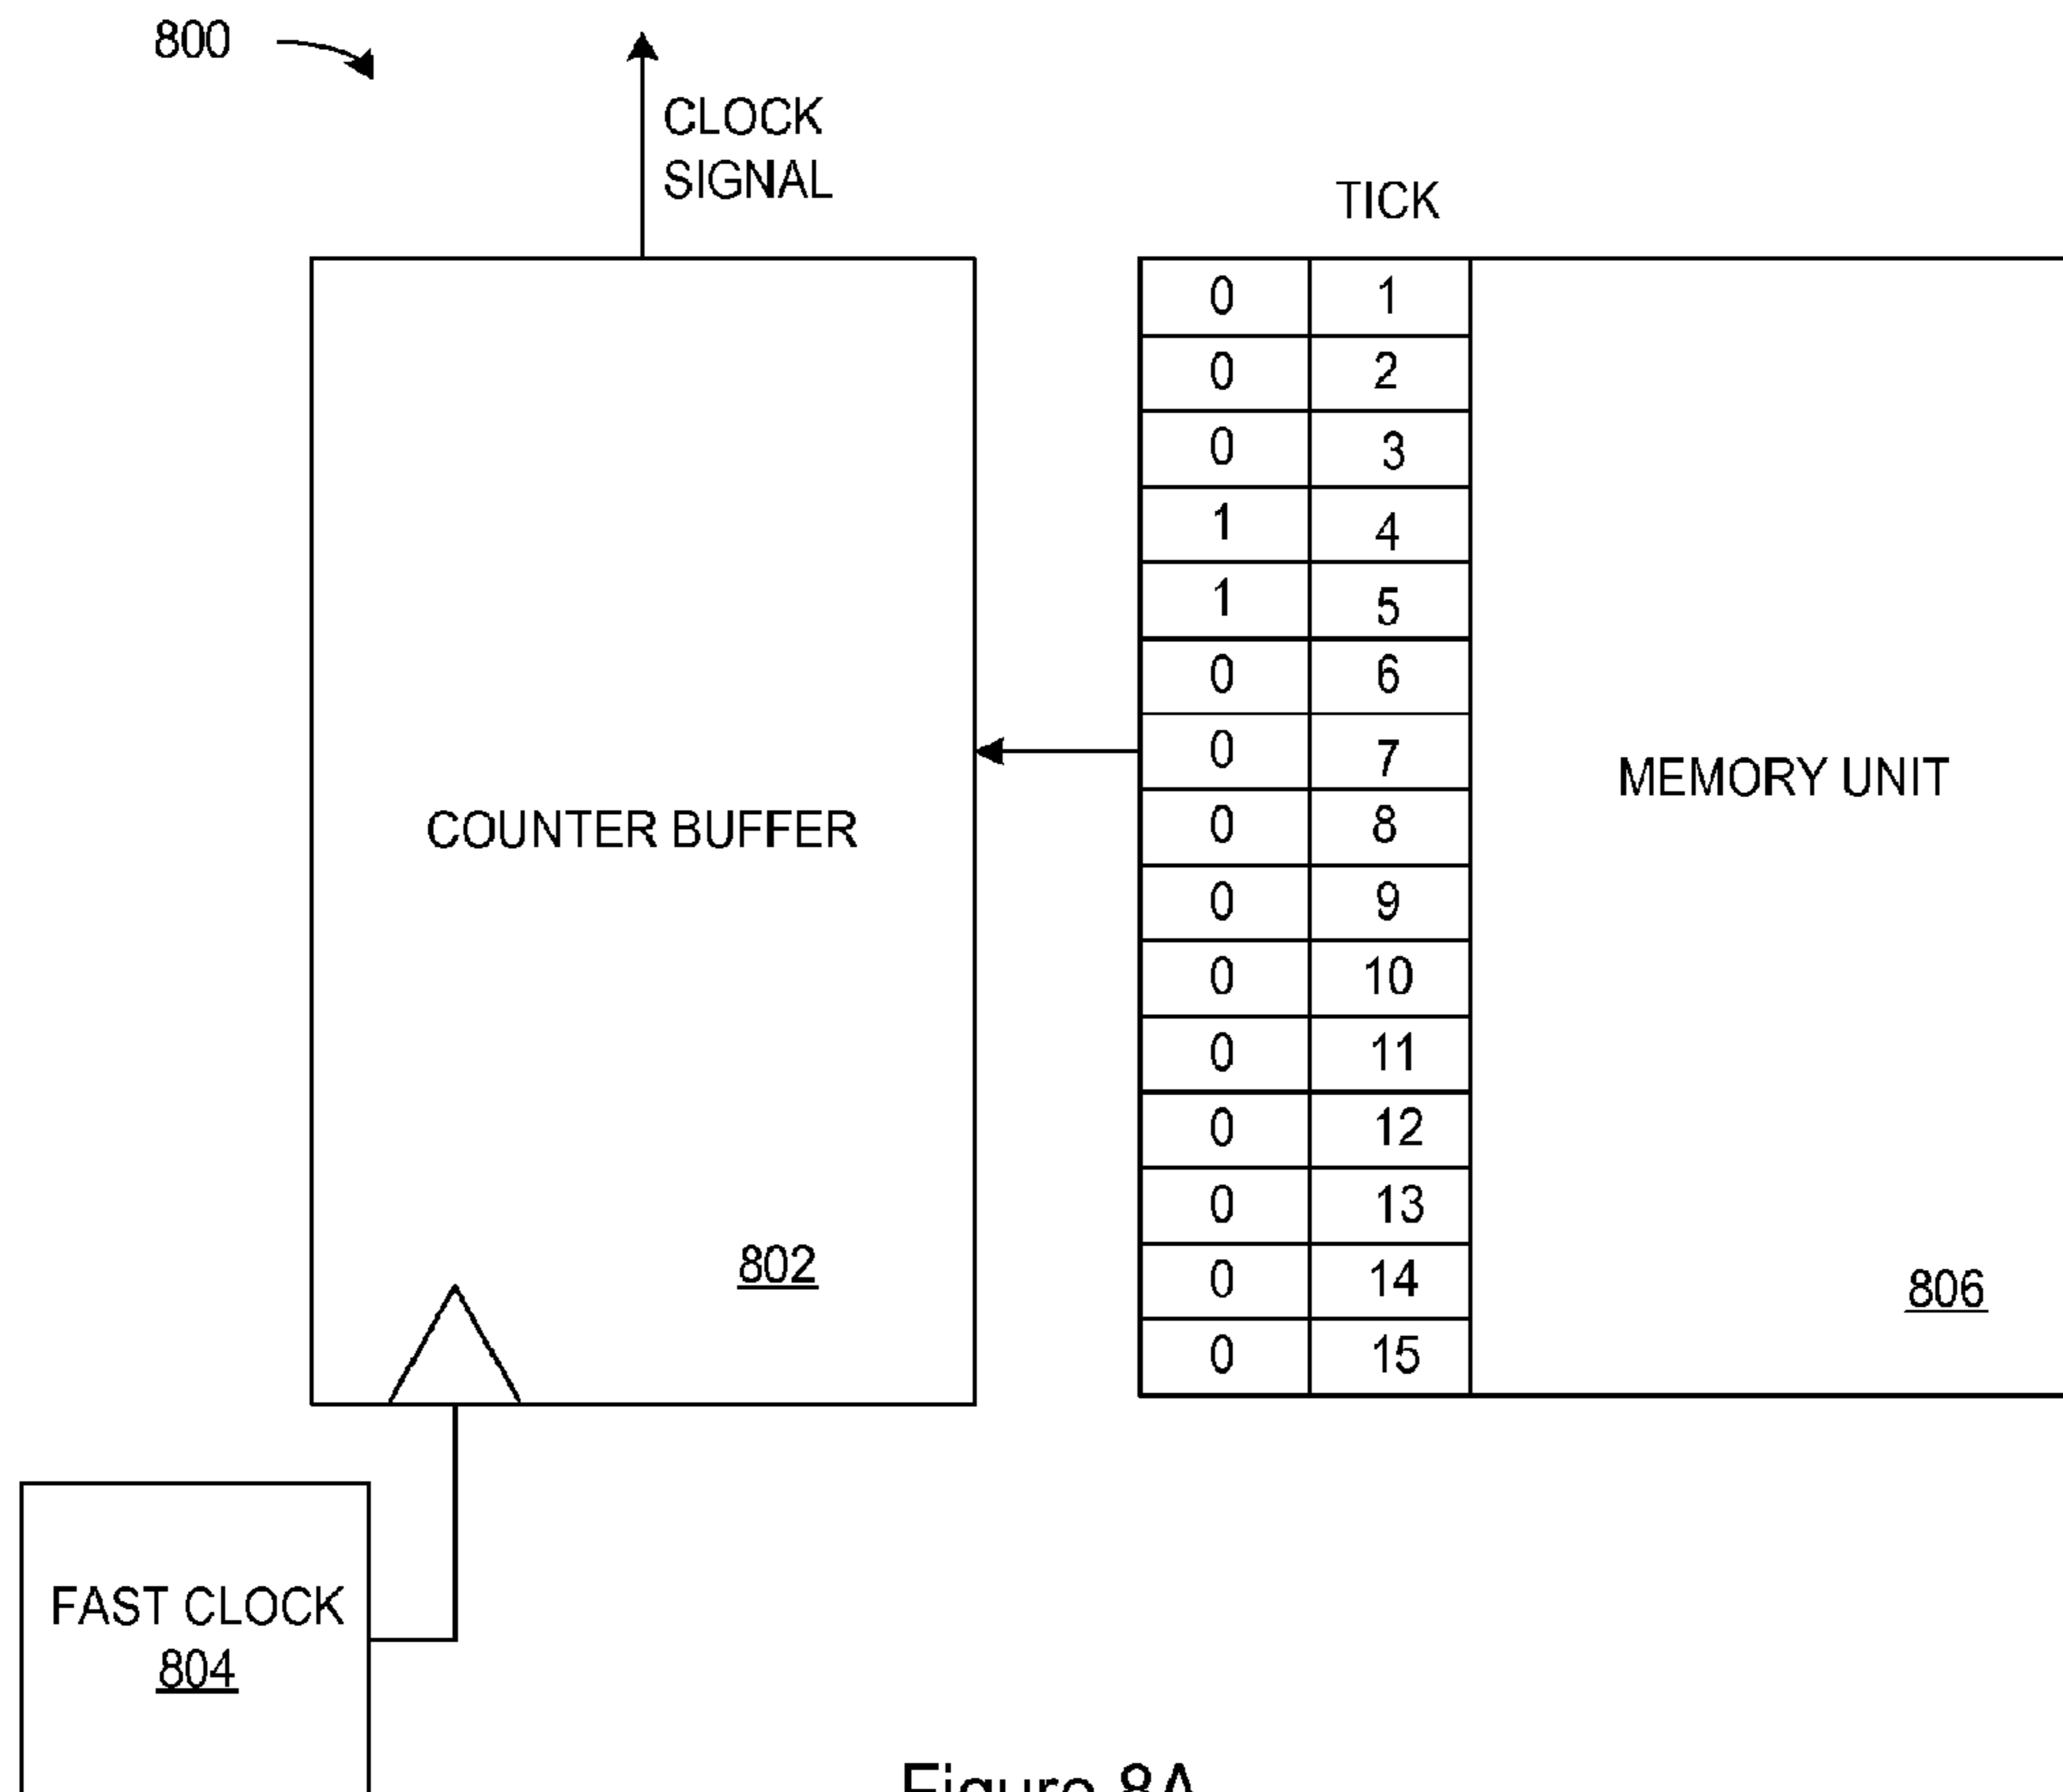 800
CLOCK
SIGNAL
TICK
0 1
0 2
0 3
1 4
1 5
0 6
0 7
0 8
0 9
0 10
0 11
0 12
0 13
0 14
0 15
COUNTER BUFFER
802
MEMORY UNIT
806
FAST CLOCK
804
Figure 8A